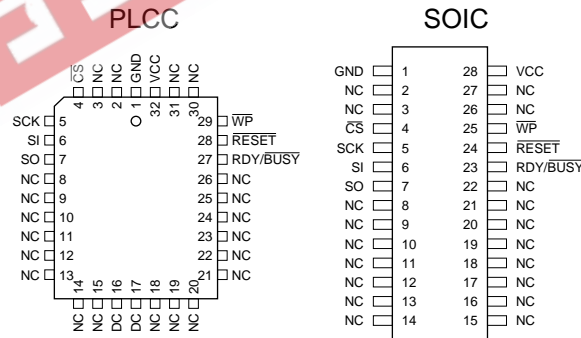 PLCC
CS NC NC GND VCC NC NC
4 3 2 1 32 31 30
SCK 5 29 WP
SI 6 28 RESET
SO 7 27 RDY/BUSY
NC 8 26 NC
NC 9 25 NC
NC 10 24 NC
NC 11 23 NC
NC 12 22 NC
NC 13 21 NC
14 15 16 17 18 19 20
NC NC DC DC NC NC NC
SOIC
GND 1 28 VCC
NC 2 27 NC
NC 3 26 NC
CS 4 25 WP
SCK 5 24 RESET
SI 6 23 RDY/BUSY
SO 7 22 NC
NC 8 21 NC
NC 9 20 NC
NC 10 19 NC
NC 11 18 NC
NC 12 17 NC
NC 13 16 NC
NC 14 15 NC